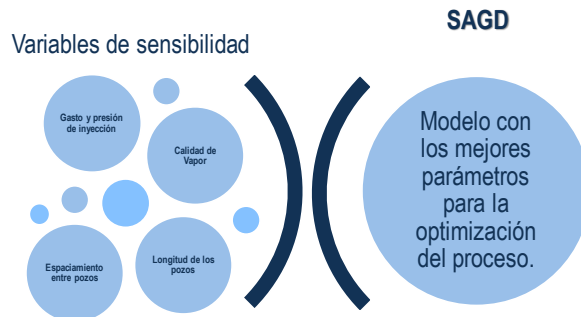 SAGD
Variables de sensibilidad
Gasto y presión
de inyección
Calidad de
Vapor
Espaciamiento
entre pozos
Longitud de los
pozos
Modelo con
los mejores
parámetros
para la
optimización
del proceso.